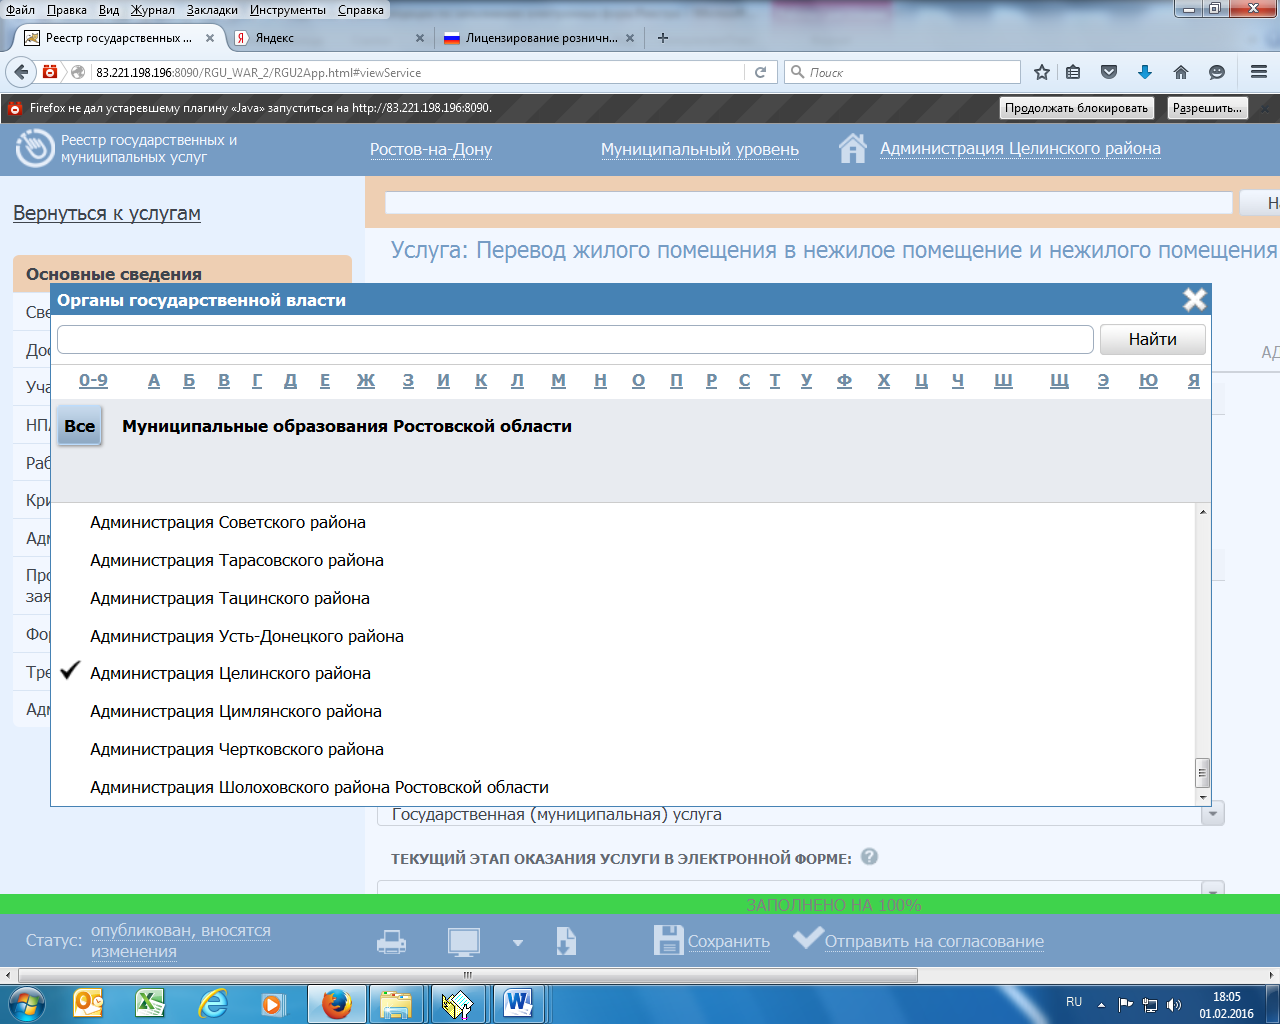 Файл Правка Вид Журнал Закладки Инструменты Справка
Реестр государственных ... Яндекс Лицензирование розничн...
83.221.198.196:8090/RGU_WAR_2/RGU2App.html#viewService Поиск
Firefox не дал устаревшему плагину «Java» запуститься на http://83.221.198.196:8090. Продолжать блокировать Разрешить...
Реестр государственных и
муниципальных услуг
Ростов-на-Дону Муниципальный уровень Администрация Целинского района
Вернуться к услугам
Услуга: Перевод жилого помещения в нежилое помещение и нежилого помещения
Основные сведения
Органы государственной власти
Найти
0-9 А Б В Г Д Е Ж З И К Л М Н О П Р С Т У Ф Х Ц Ч Ш Щ Э Ю Я
Все Муниципальные образования Ростовской области
Администрация Советского района
Администрация Тарасовского района
Администрация Тацинского района
Администрация Усть-Донецкого района
Администрация Целинского района
Администрация Цимлянского района
Администрация Чертковского района
Администрация Шолоховского района Ростовской области
Государственная (муниципальная) услуга
ТЕКУЩИЙ ЭТАП ОКАЗАНИЯ УСЛУГИ В ЭЛЕКТРОННОЙ ФОРМЕ:
ЗАПОЛНЕНО НА 100%
Статус: опубликован, вносятся
изменения
Сохранить Отправить на согласование
RU 18:05
01.02.2016